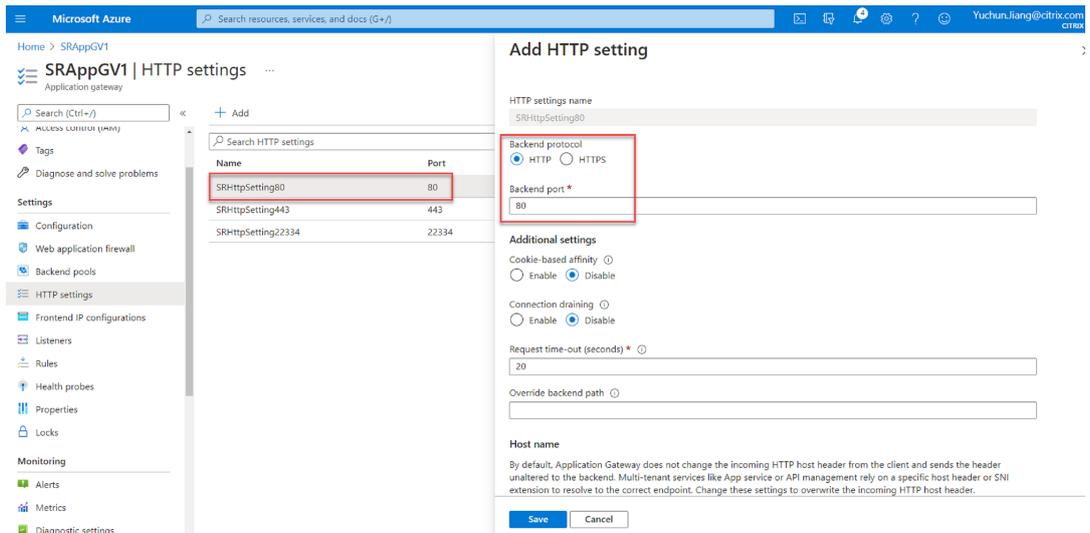 Microsoft Azure
Search resources, services, and docs (G+/)
4
YuchunJiang@citrix.com
CITRIX
Home > SRAppGV1
SRAppGV1 | HTTP settings ...
Application gateway
Search (Ctrl+/)
«
Access control (IAM)
Tags
Diagnose and solve problems
Settings
Configuration
Web application firewall
Backend pools
HTTP settings
Frontend IP configurations
Listeners
Rules
Health probes
Properties
Locks
Monitoring
Alerts
Metrics
Diagnostic settings
+ Add
Search HTTP settings
Name Port
SRHttpSetting80 80
SRHttpSetting443 443
SRHttpSetting22334 22334
Add HTTP setting
HTTP settings name
SRHttpSetting80
Backend protocol
HTTP HTTPS
Backend port *
80
Additional settings
Cookie-based affinity
Enable Disable
Connection draining
Enable Disable
Request time-out (seconds) *
20
Override backend path
Host name
By default, Application Gateway does not change the incoming HTTP host header from the client and sends the header
unaltered to the backend. Multi-tenant services like App service or API management rely on a specific host header or SNI
extension to resolve to the correct endpoint. Change these settings to overwrite the incoming HTTP host header.
Save Cancel